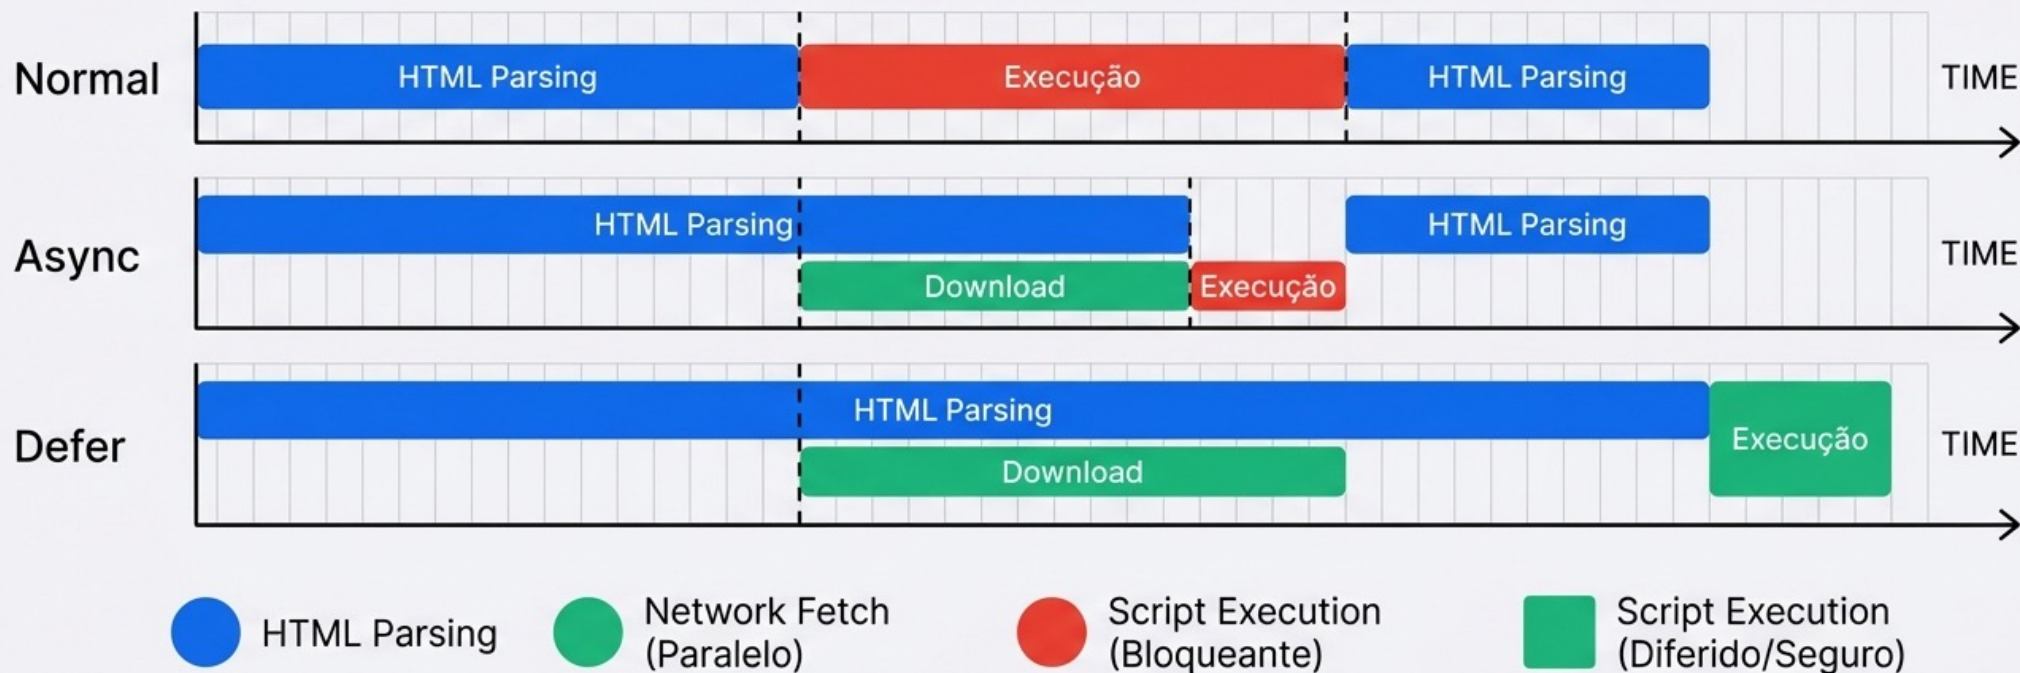 Normal
HTML Parsing
Execução
HTML Parsing
TIME
Async
HTML Parsing
HTML Parsing
Download
Execução
TIME
Defer
HTML Parsing
Download
Execução
TIME
HTML Parsing
Network Fetch
(Paralelo)
Script Execution
(Bloqueante)
Script Execution
(Diferido/Seguro)